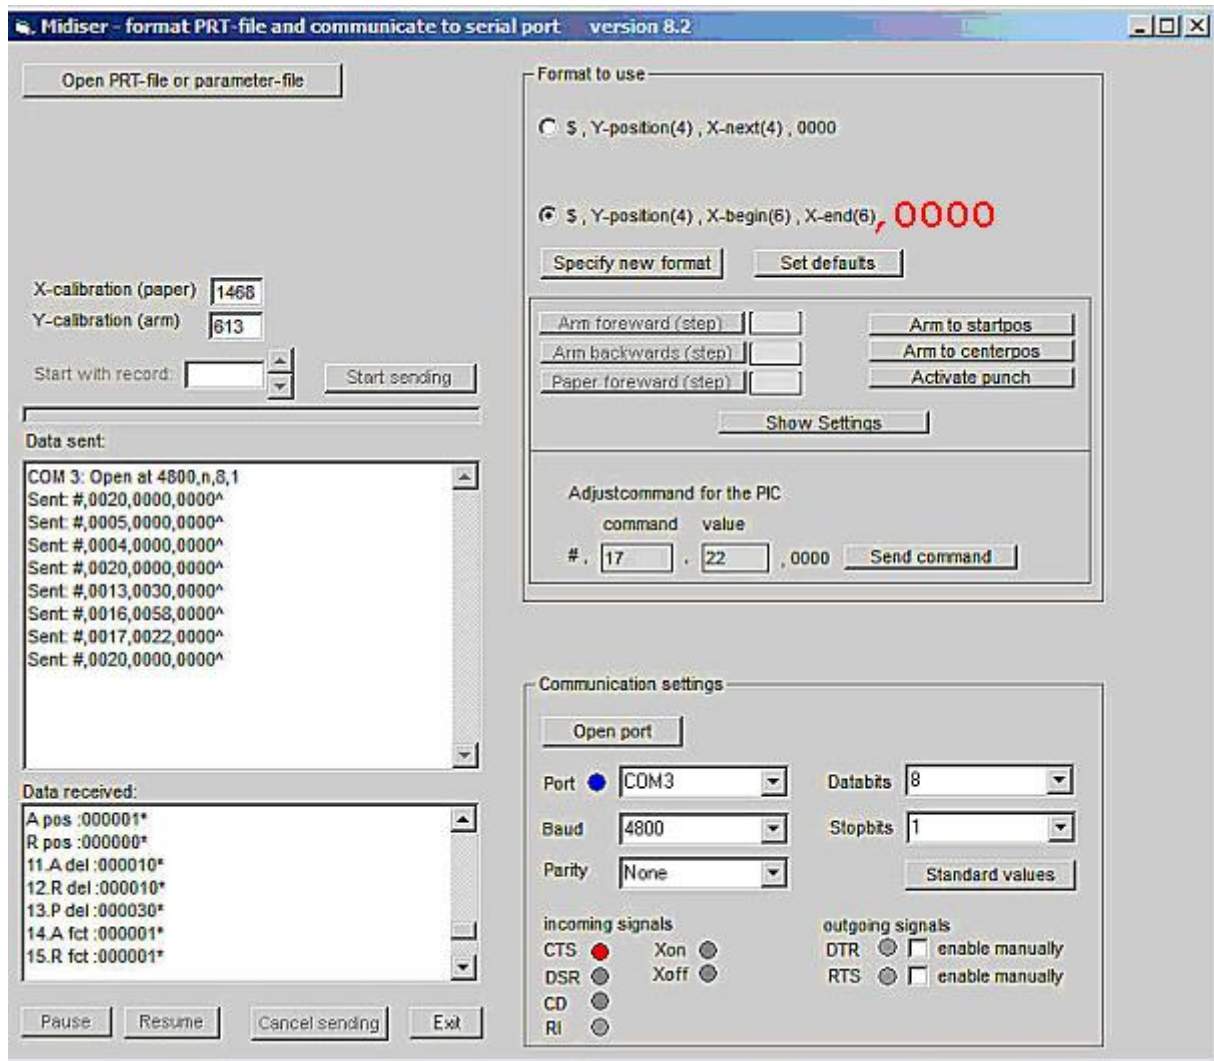 Midiser - format PRT-file and communicate to serial port version 8.2
Open PRT-file or parameter-file
X-calibration (paper) 1468
Y-calibration (arm) 613
Start with record: Start sending
Data sent:
COM 3: Open at 4800,n,8,1
Sent: #,0020,0000,0000^
Sent: #,0005,0000,0000^
Sent: #,0004,0000,0000^
Sent: #,0020,0000,0000^
Sent: #,0013,0030,0000^
Sent: #,0016,0058,0000^
Sent: #,0017,0022,0000^
Sent: #,0020,0000,0000^
Data received:
A pos :000001*
R pos :000000*
11.A del :000010*
12.R del :000010*
13.P del :000030*
14.A fct :000001*
15.R fct :000001*
Pause Resume Cancel sending Exit
Format to use
$ , Y-position(4) , X-next(4) , 0000
$ , Y-position(4) , X-begin(6) , X-end(6) ,0000
Specify new format Set defaults
Arm foreward (step) Arm to startpos
Arm backwards (step) Arm to centerpos
Paper foreward (step) Activate punch
Show Settings
Adjustcommand for the PIC
command value
# , 17 , 22 , 0000 Send command
Communication settings
Open port
Port COM3 Databits 8
Baud 4800 Stopbits 1
Parity None Standard values
incoming signals outgoing signals
CTS Xon DTR enable manually
DSR Xoff RTS enable manually
CD
RI